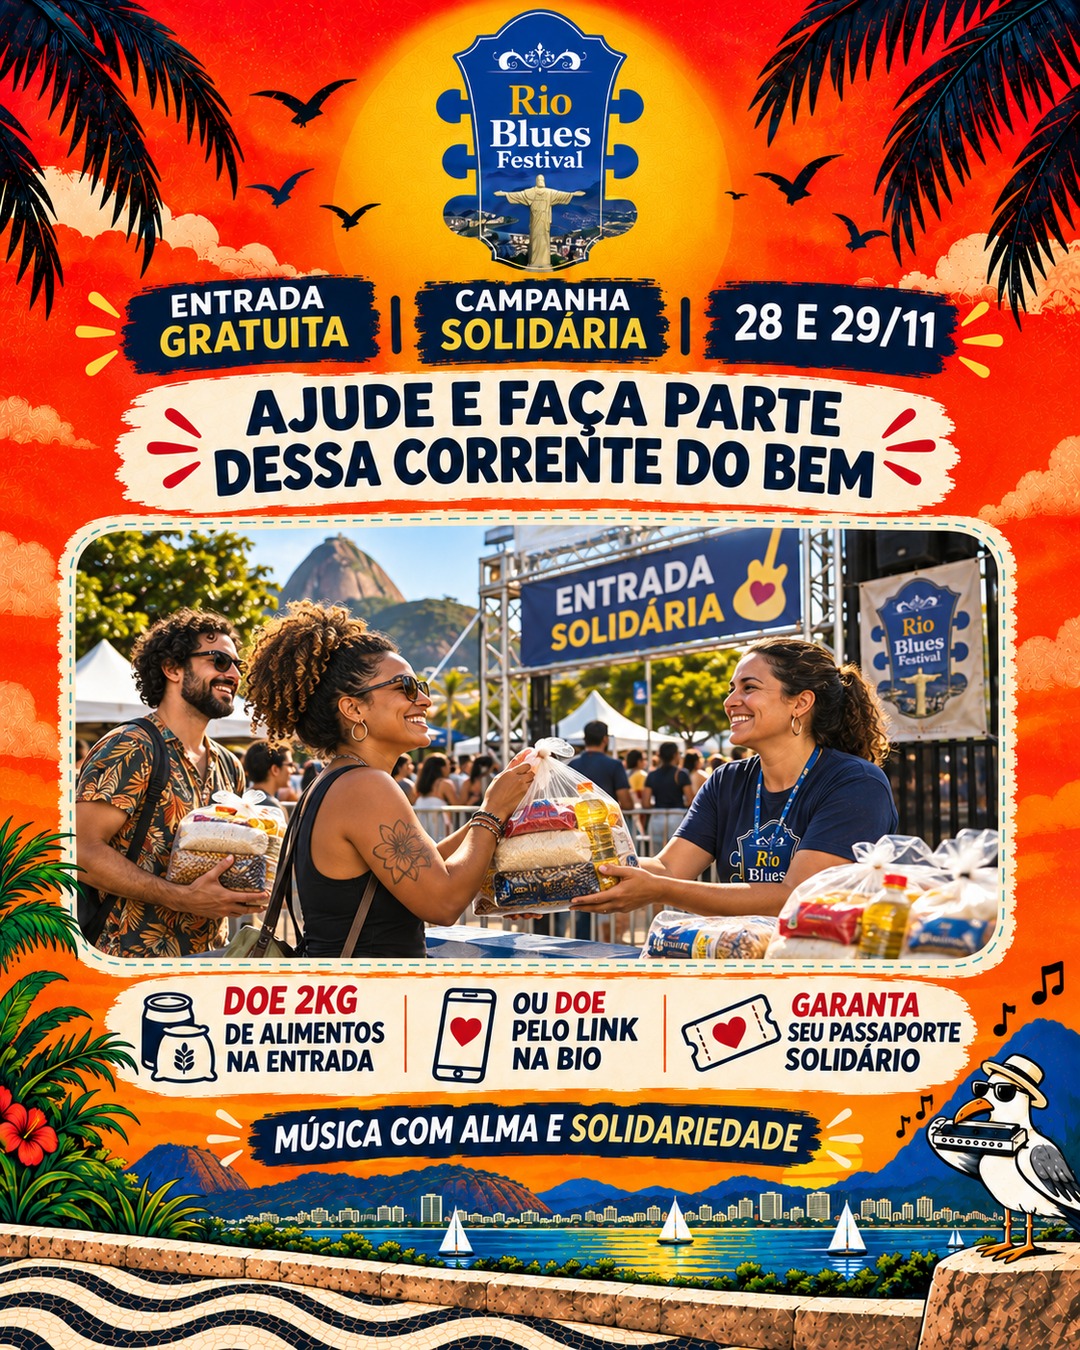 Rio
Blues
Festival
ENTRADA
GRATUITA
CAMPANHA
SOLIDÁRIA
28 E 29/11
AJUDE E FAÇA PARTE
DESSA CORRENTE DO BEM
ENTRADA
SOLIDÁRIA
Rio
Blues
Festival
Rio
Blues
DOE 2KG
DE ALIMENTOS
NA ENTRADA
OU DOE
PELO LINK
NA BIO
GARANTA
SEU PASSAPORTE
SOLIDÁRIO
MÚSICA COM ALMA E SOLIDARIEDADE